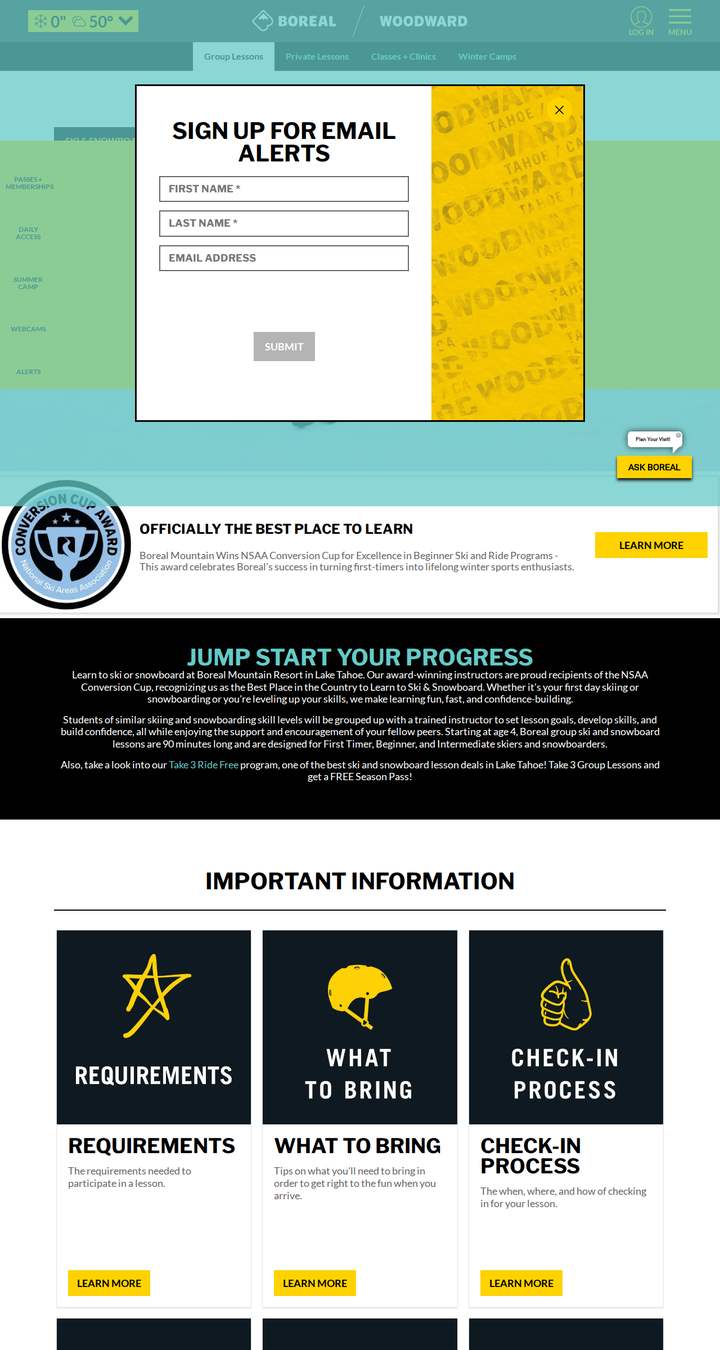 0" 50°
BOREAL WOODWARD
LOG IN
MENU
Group Lessons
Private Lessons
Classes + Clinics
Winter Camps
PASSES +
MEMBERSHIPS
DAILY
ACCESS
SUMMER
CAMP
WEBCAMS
ALERTS
SIGN UP FOR EMAIL
ALERTS
FIRST NAME *
LAST NAME *
EMAIL ADDRESS
SUBMIT
WOODWARD
TAHOE / CA
Plan Your Visit!
ASK BOREAL
CONVERSION CUP AWARD
National Ski Areas Association
OFFICIALLY THE BEST PLACE TO LEARN
Boreal Mountain Wins NSAA Conversion Cup for Excellence in Beginner Ski and Ride Programs -
This award celebrates Boreal's success in turning first-timers into lifelong winter sports enthusiasts.
LEARN MORE
JUMP START YOUR PROGRESS
Learn to ski or snowboard at Boreal Mountain Resort in Lake Tahoe. Our award-winning instructors are proud recipients of the NSAA
Conversion Cup, recognizing us as the Best Place in the Country to Learn to Ski & Snowboard. Whether it's your first day skiing or
snowboarding or you're leveling up your skills, we make learning fun, fast, and confidence-building.
Students of similar skiing and snowboarding skill levels will be grouped up with a trained instructor to set lesson goals, develop skills, and
build confidence, all while enjoying the support and encouragement of your fellow peers. Starting at age 4, Boreal group ski and snowboard
lessons are 90 minutes long and are designed for First Timer, Beginner, and Intermediate skiers and snowboarders.
Also, take a look into our Take 3 Ride Free program, one of the best ski and snowboard lesson deals in Lake Tahoe! Take 3 Group Lessons and
get a FREE Season Pass!
IMPORTANT INFORMATION
REQUIREMENTS
WHAT
TO BRING
CHECK-IN
PROCESS
REQUIREMENTS
The requirements needed to
participate in a lesson.
LEARN MORE
WHAT TO BRING
Tips on what you'll need to bring in
order to get right to the fun when you
arrive.
LEARN MORE
CHECK-IN
PROCESS
The when, where, and how of checking
in for your lesson.
LEARN MORE